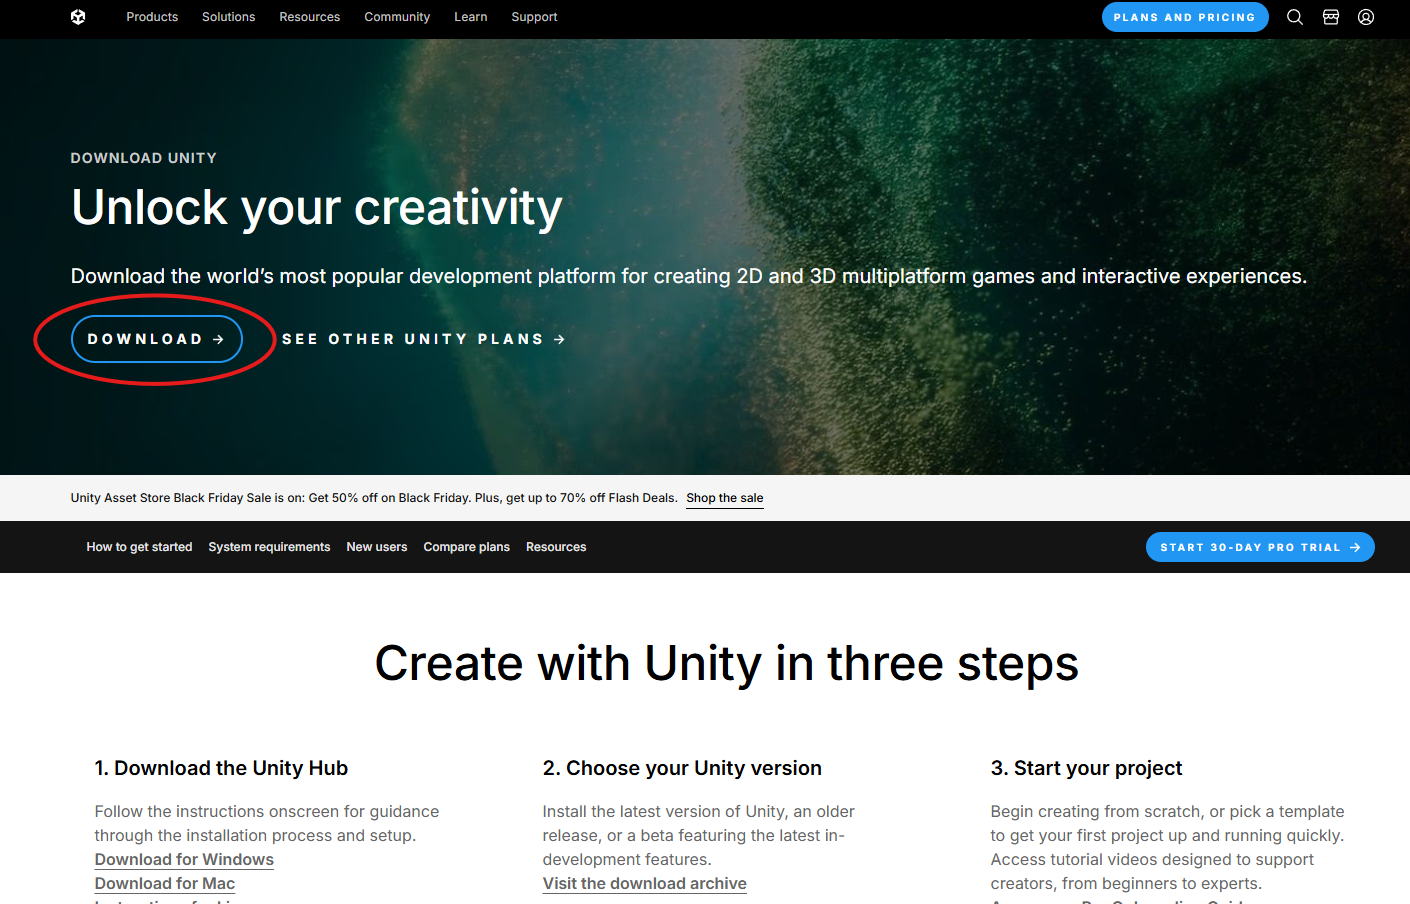 Products Solutions Resources Community Learn Support PLANS AND PRICING
DOWNLOAD UNITY
Unlock your creativity
Download the world's most popular development platform for creating 2D and 3D multiplatform games and interactive experiences.
DOWNLOAD → SEE OTHER UNITY PLANS →
Unity Asset Store Black Friday Sale is on: Get 50% off on Black Friday. Plus, get up to 70% off Flash Deals. Shop the sale
How to get started System requirements New users Compare plans Resources START 30-DAY PRO TRIAL →
Create with Unity in three steps
1. Download the Unity Hub
Follow the instructions onscreen for guidance
through the installation process and setup.
Download for Windows
Download for Mac
2. Choose your Unity version
Install the latest version of Unity, an older
release, or a beta featuring the latest in-
development features.
Visit the download archive
3. Start your project
Begin creating from scratch, or pick a template
to get your first project up and running quickly.
Access tutorial videos designed to support
creators, from beginners to experts.